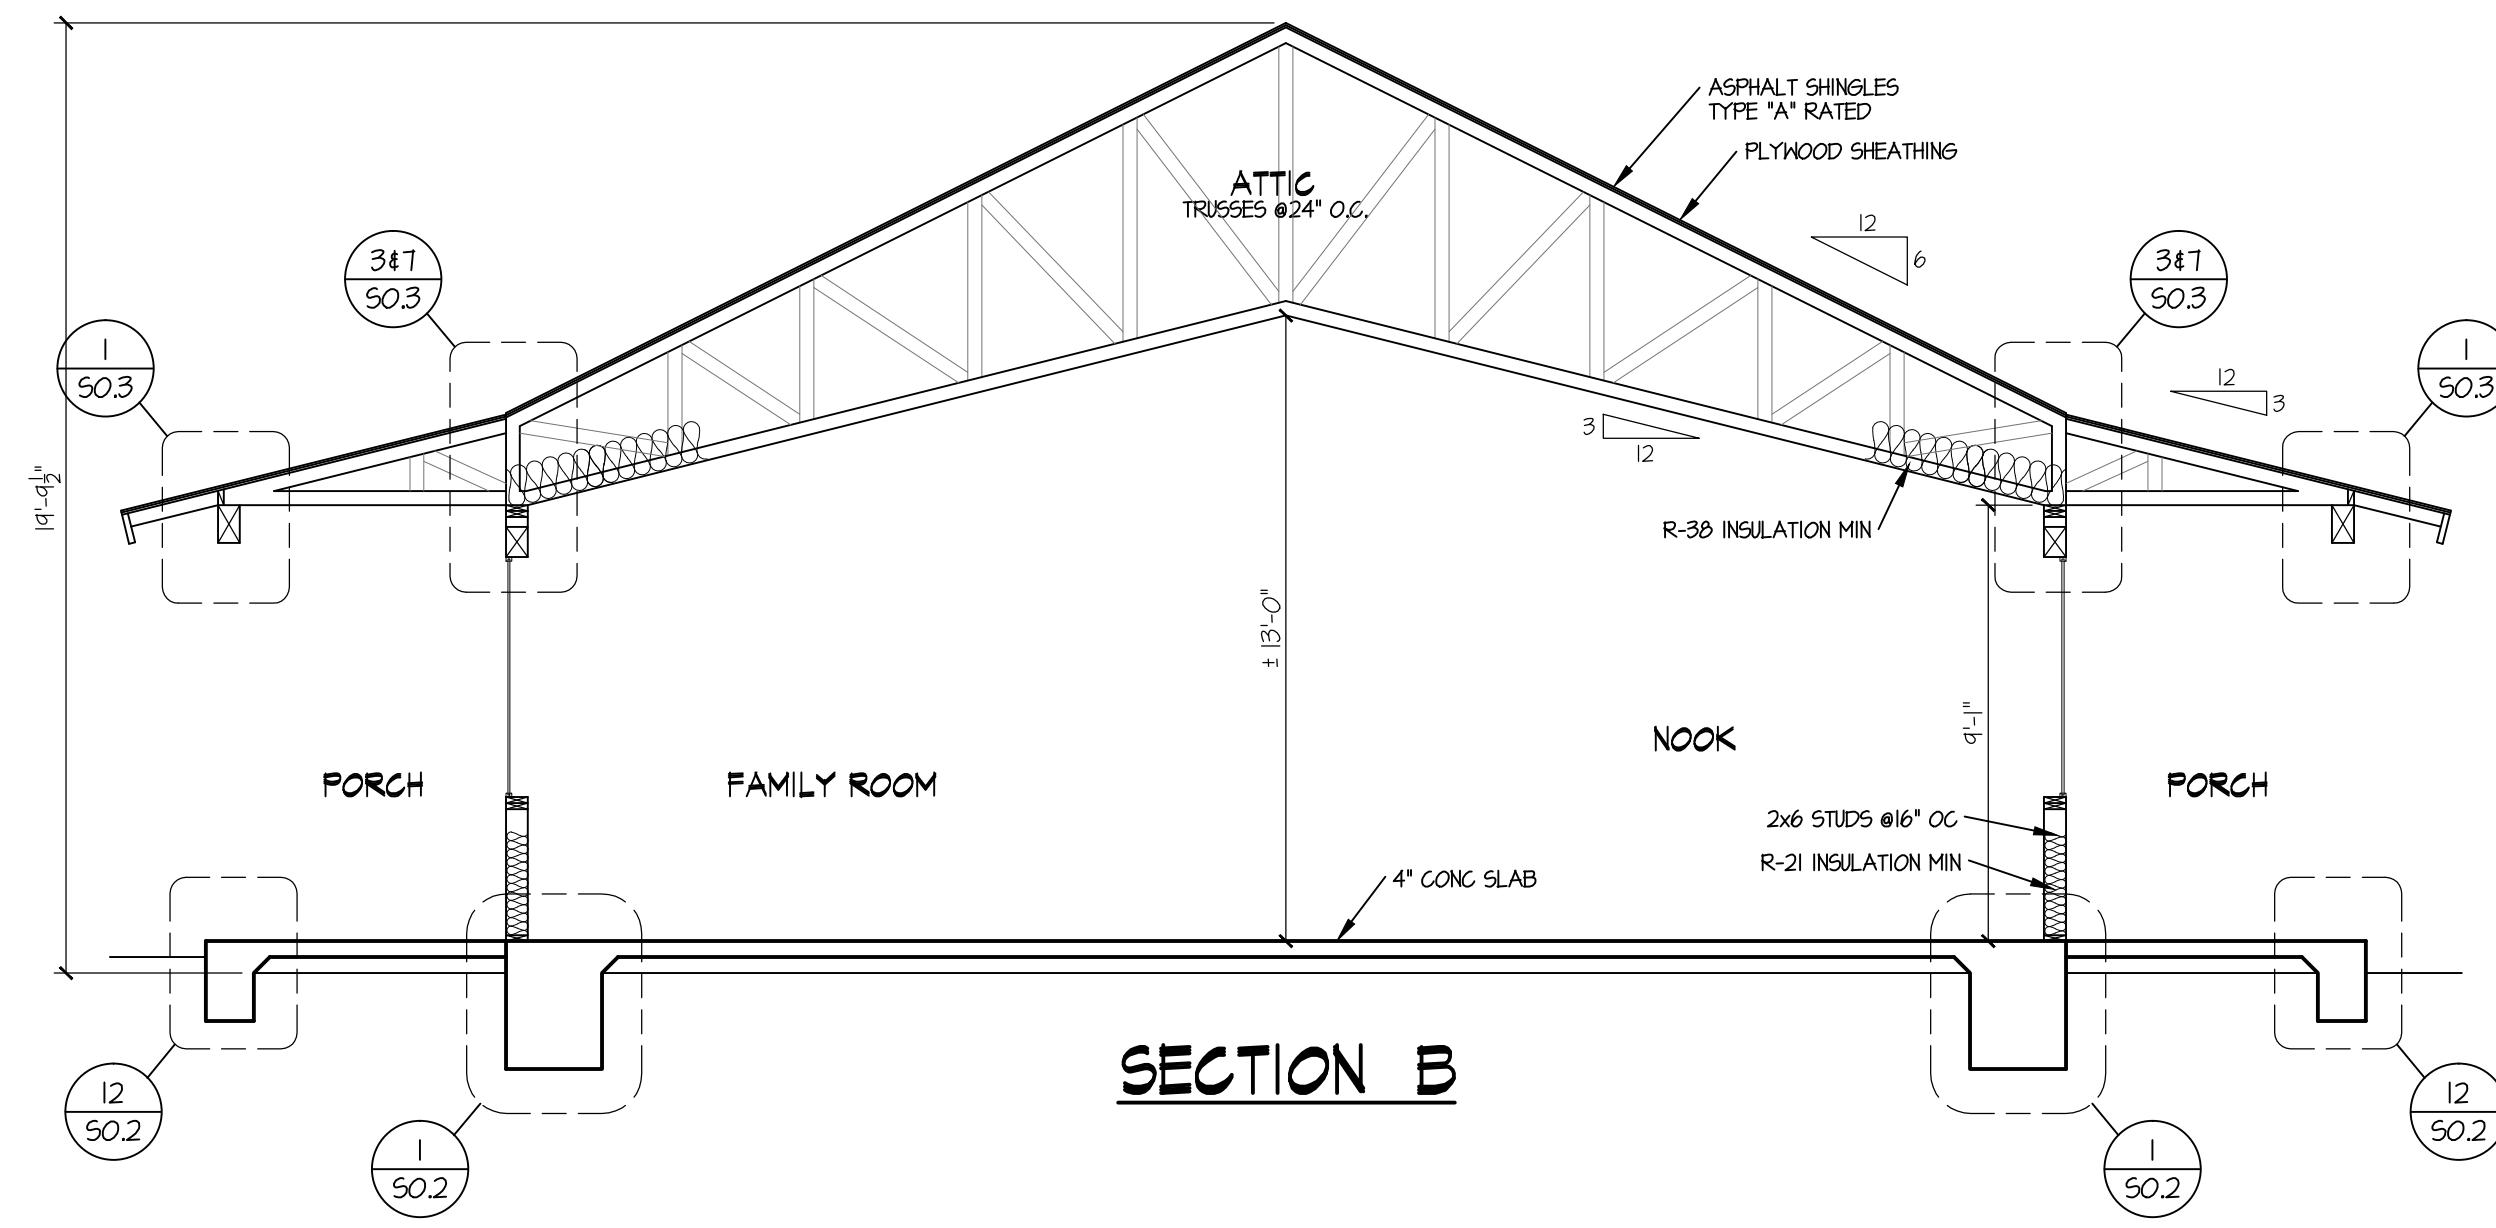 ASPHALT SHINGLES
TYPE "A" RATED
PLYWOOD SHEATHING
ATTIC
TRUSSES @24" O.C.
12
6
3&7
S0.3
3&7
S0.3
1
S0.3
1
S0.3
12
3
3
12
19'-9 1/2"
R-38 INSULATION MIN
± 13'-0"
9'-1"
NOOK
PORCH
FAMILY ROOM
PORCH
2x6 STUDS @16" OC
R-21 INSULATION MIN
4" CONC SLAB
SECTION B
12
S0.2
12
S0.2
1
S0.2
1
S0.2